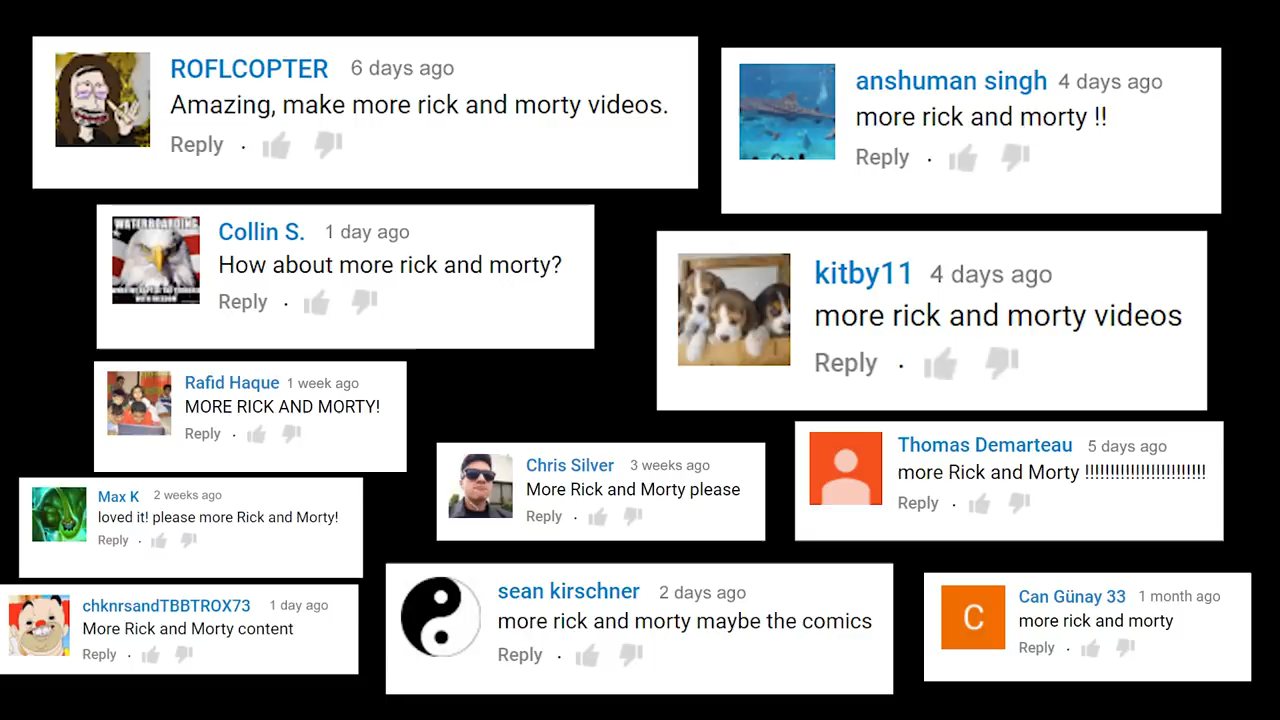 ROFLCOPTER 6 days ago
Amazing, make more rick and morty videos.
Reply ·
anshuman singh 4 days ago
more rick and morty !!
Reply ·
WATERBOARDING
Collin S. 1 day ago
How about more rick and morty?
Reply ·
kitby11 4 days ago
more rick and morty videos
Reply ·
Rafid Haque 1 week ago
MORE RICK AND MORTY!
Reply ·
Chris Silver 3 weeks ago
More Rick and Morty please
Reply ·
Thomas Demarteau 5 days ago
more Rick and Morty !!!!!!!!!!!!!!!!!!!!!!!!
Reply ·
Max K 2 weeks ago
loved it! please more Rick and Morty!
Reply ·
chknrsandTBBTROX73 1 day ago
More Rick and Morty content
Reply ·
sean kirschner 2 days ago
more rick and morty maybe the comics
Reply ·
C
Can Günay 33 1 month ago
more rick and morty
Reply ·